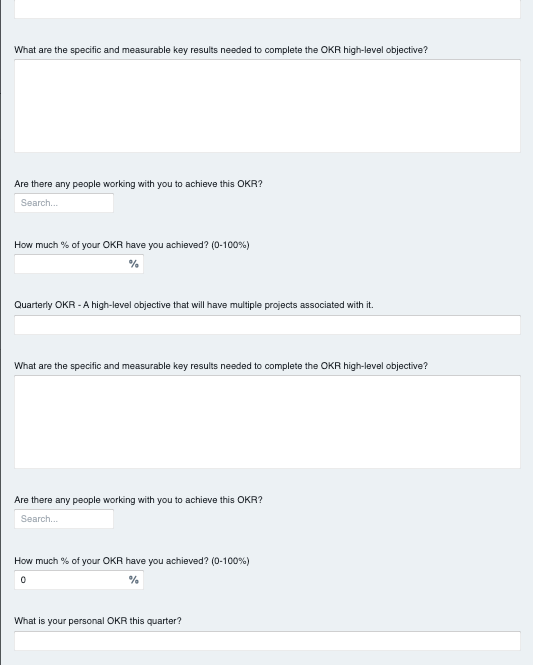 What are the specific and measurable key results needed to complete the OKR high-level objective?
Are there any people working with you to achieve this OKR?
Search...
How much % of your OKR have you achieved? (0-100%)
%
Quarterly OKR - A high-level objective that will have multiple projects associated with it.
What are the specific and measurable key results needed to complete the OKR high-level objective?
Are there any people working with you to achieve this OKR?
Search...
How much % of your OKR have you achieved? (0-100%)
0 %
What is your personal OKR this quarter?